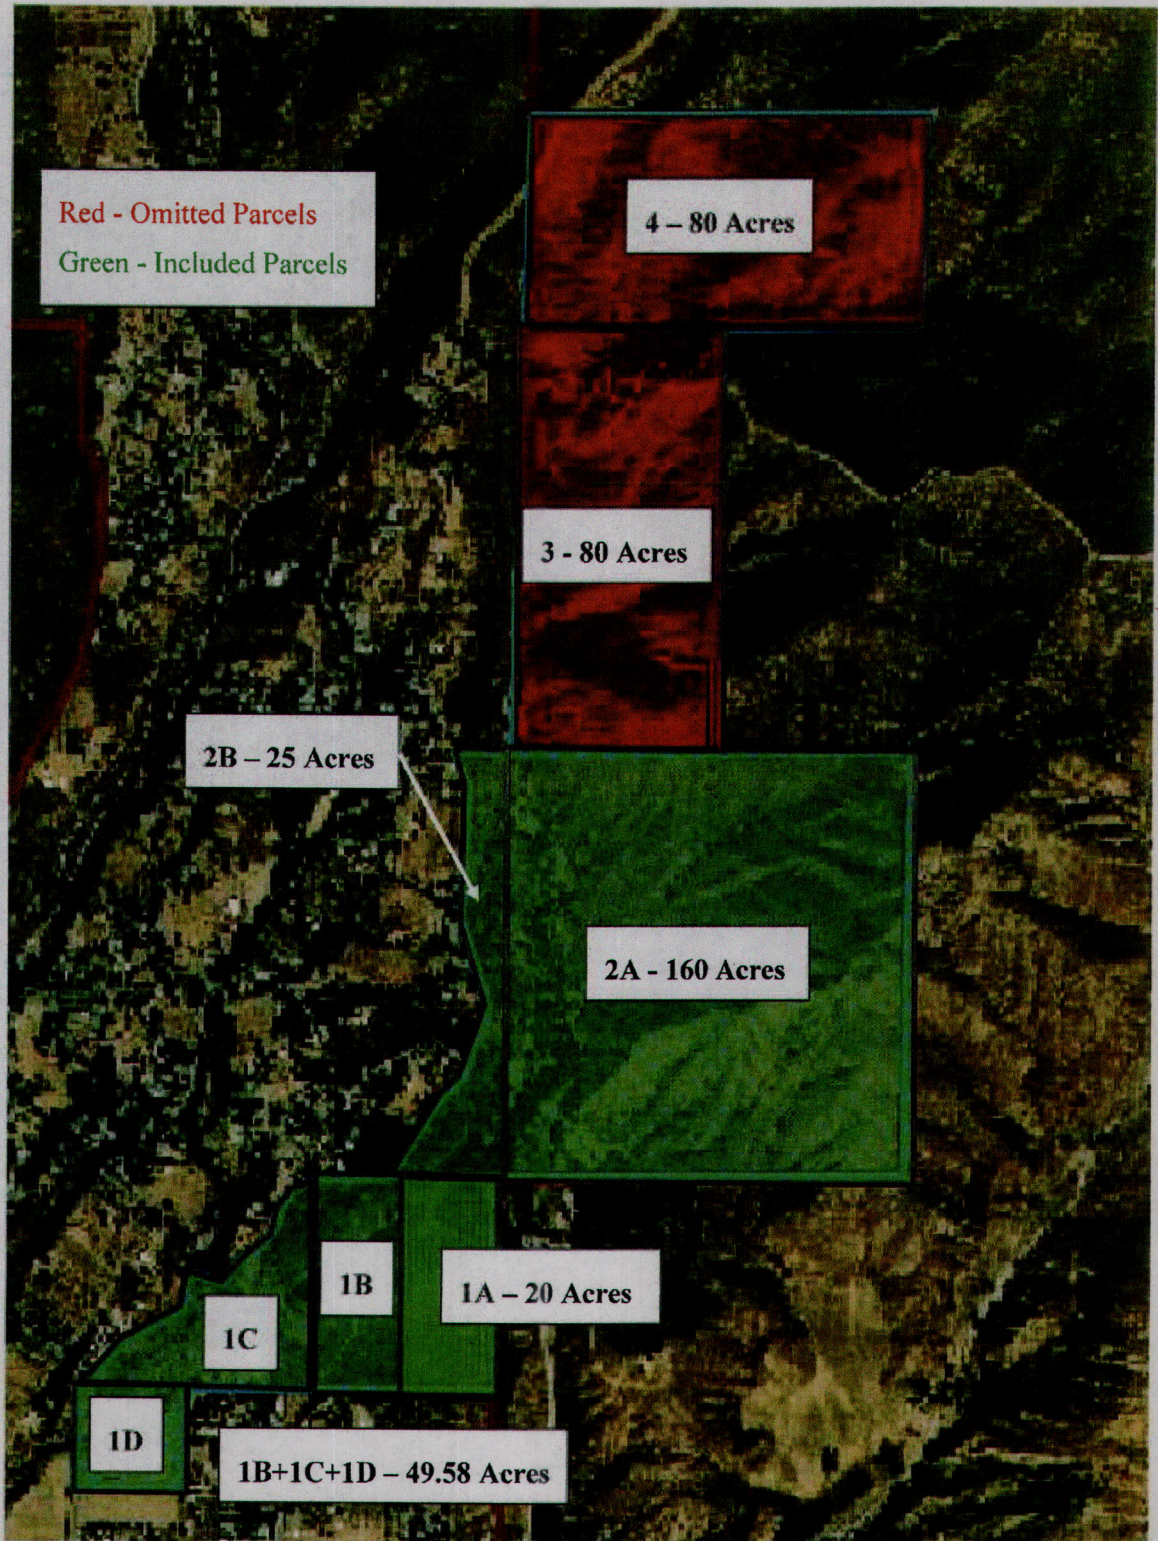 Red - Omitted Parcels
Green - Included Parcels
4 – 80 Acres
3 - 80 Acres
2B – 25 Acres
2A - 160 Acres
1B
1A – 20 Acres
1C
1D
1B+1C+1D – 49.58 Acres